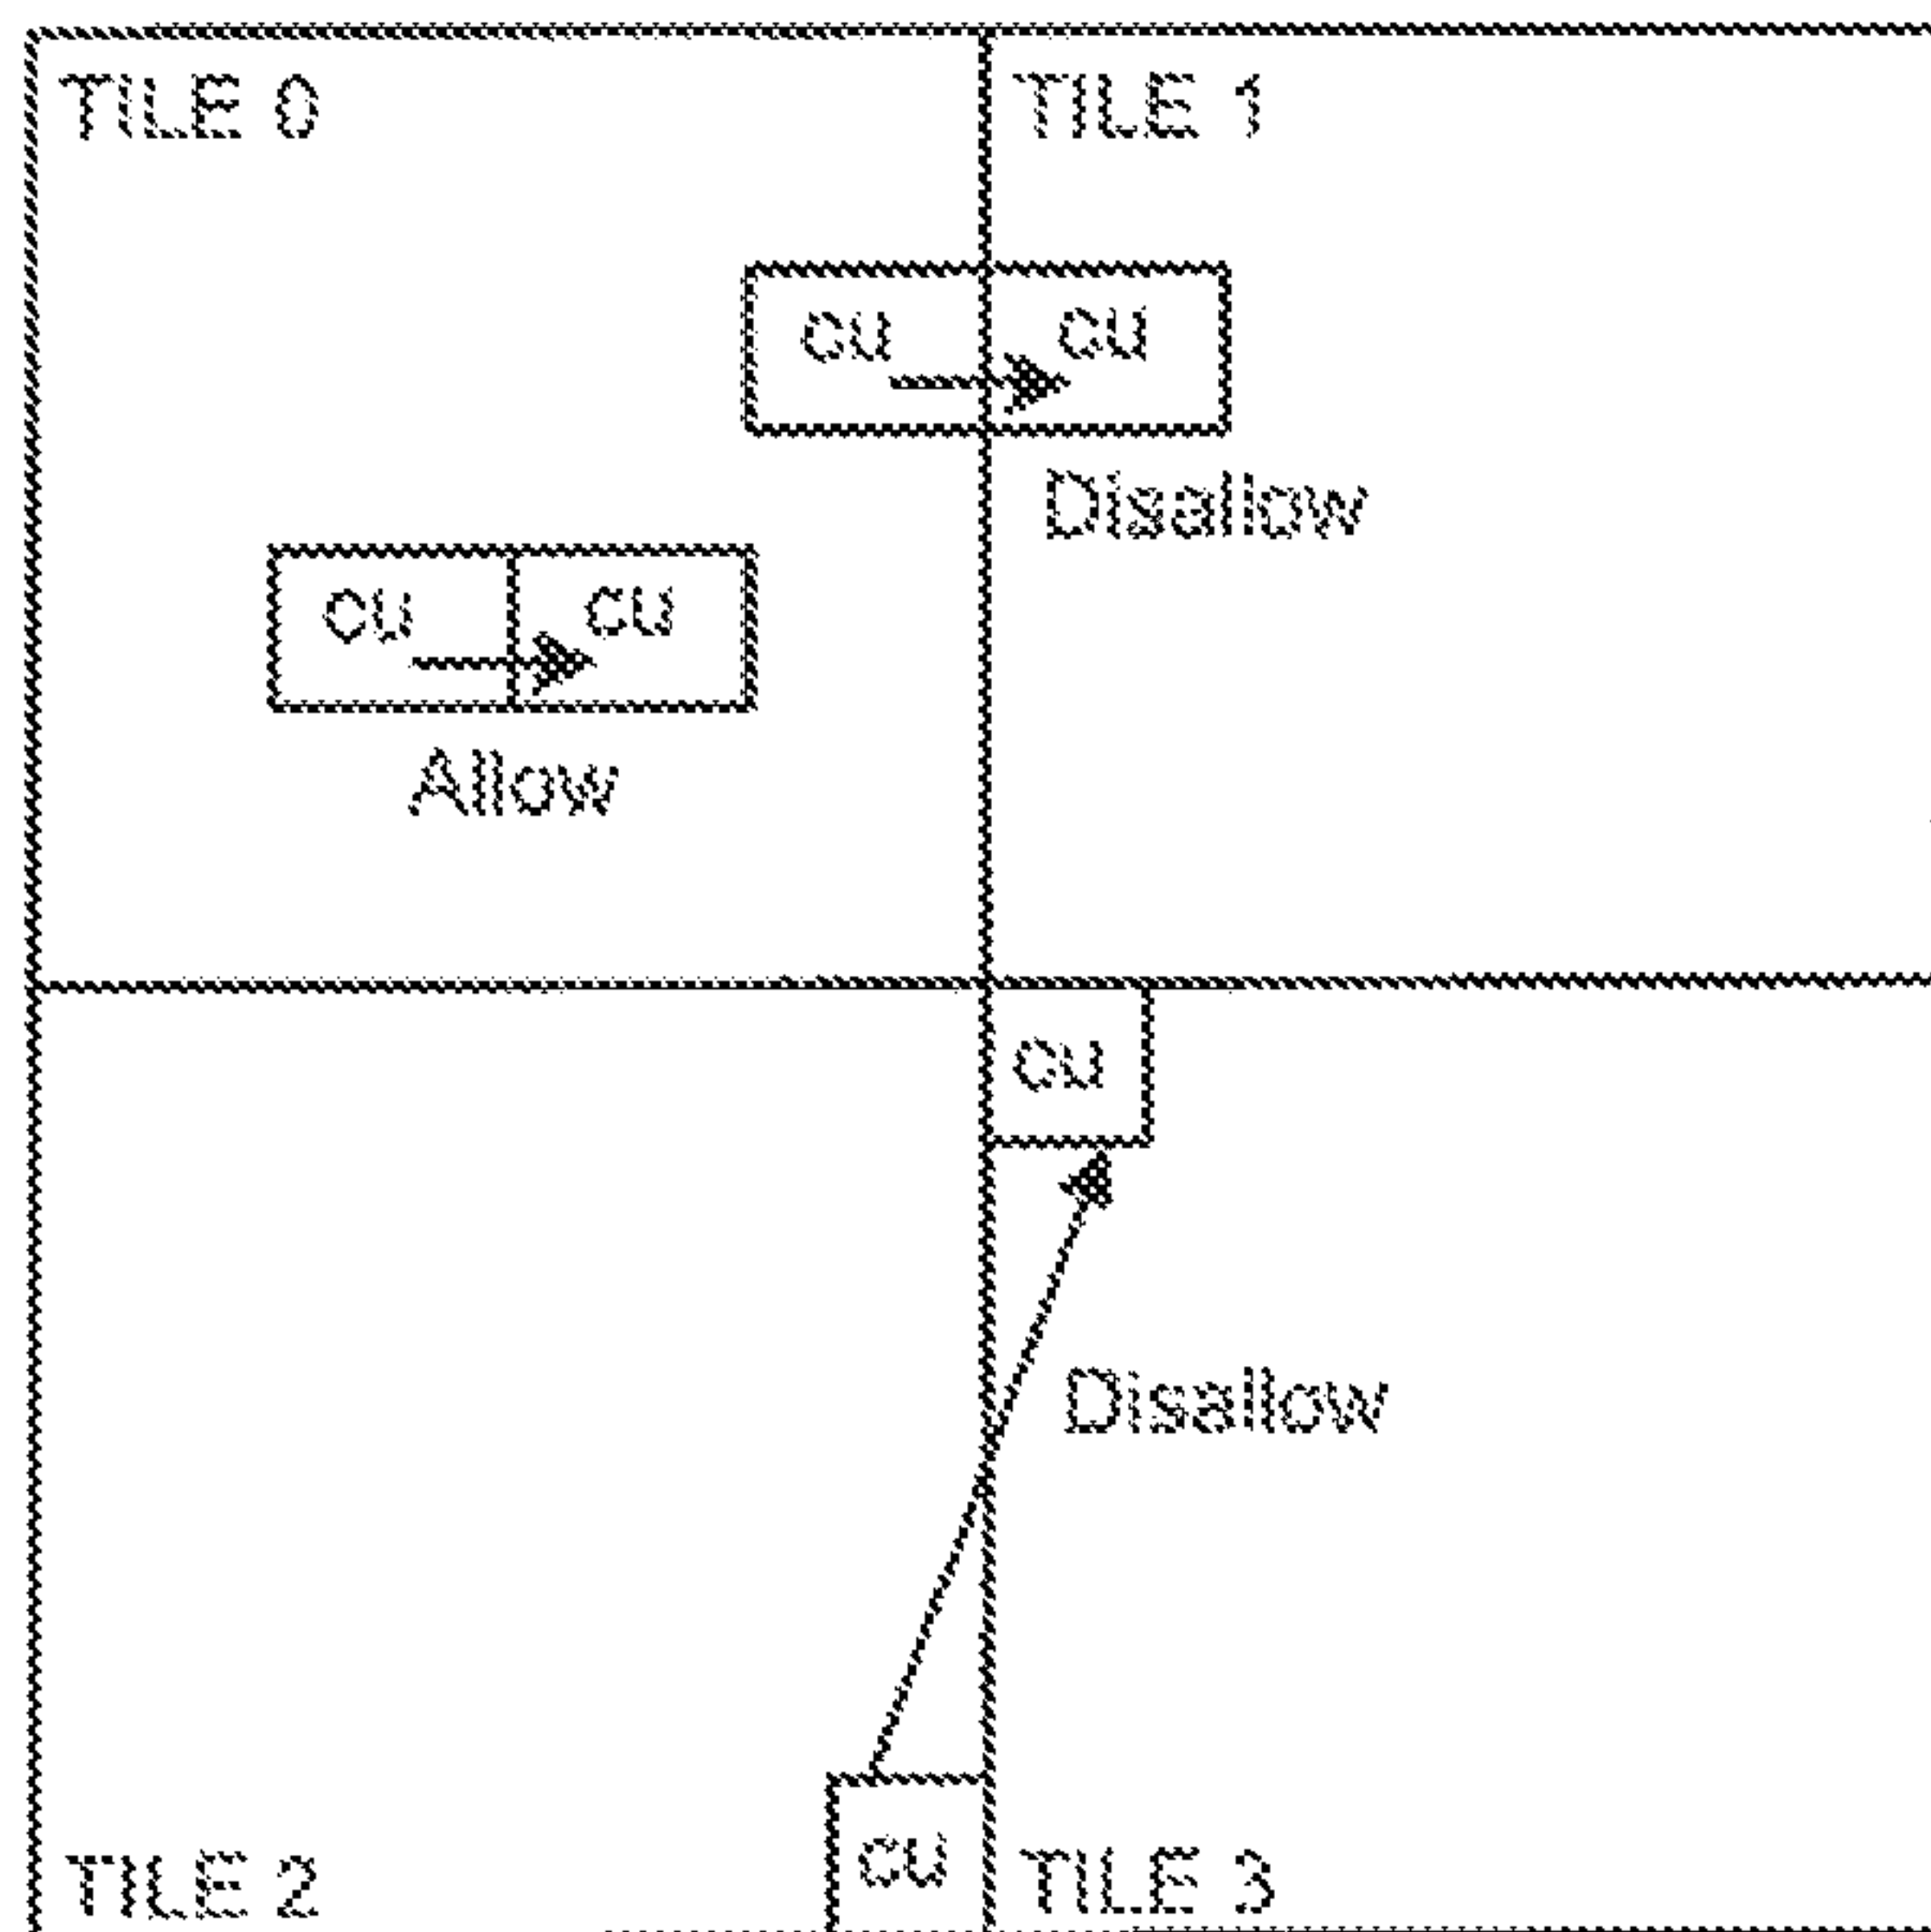 TILE 0
TILE 1
cu
cu
Disallow
cu
cu
Allow
cu
Disallow
cu
TILE 2
TILE 3